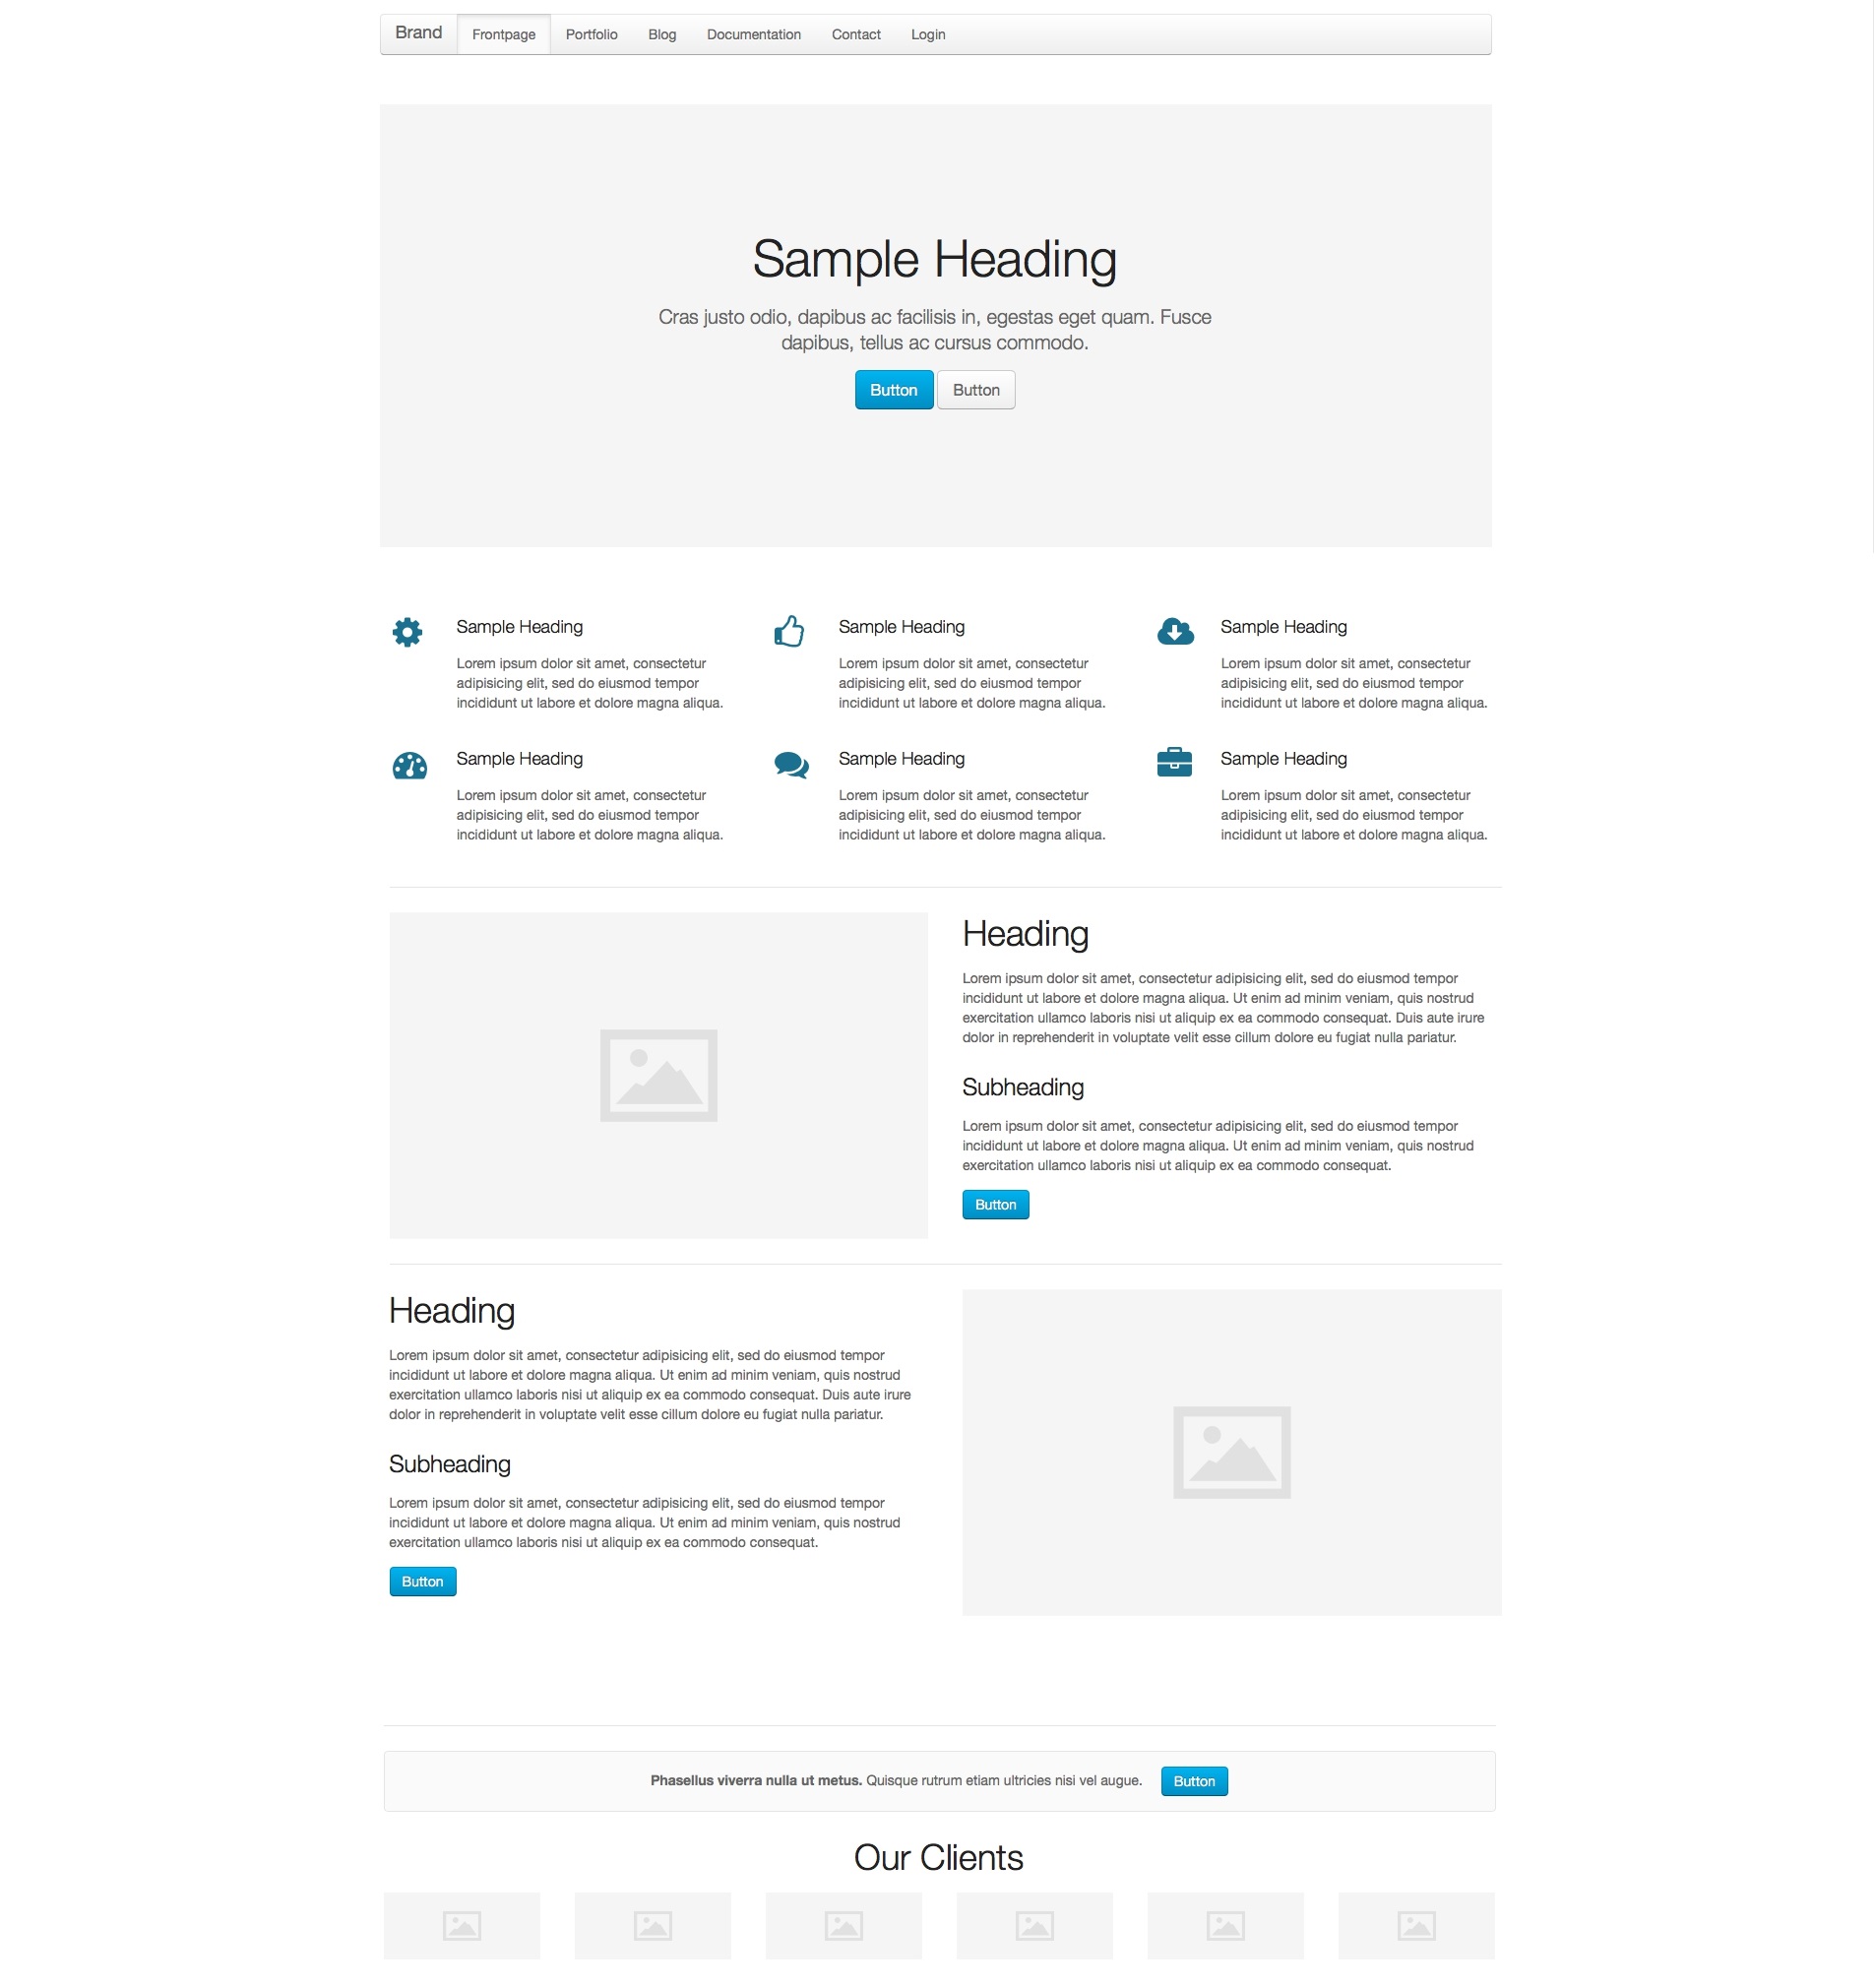 Brand Frontpage Portfolio Blog Documentation Contact Login
Sample Heading
Cras justo odio, dapibus ac facilisis in, egestas eget quam. Fusce
dapibus, tellus ac cursus commodo.
Button Button
Sample Heading
Lorem ipsum dolor sit amet, consectetur
adipisicing elit, sed do eiusmod tempor
incididunt ut labore et dolore magna aliqua.
Sample Heading
Lorem ipsum dolor sit amet, consectetur
adipisicing elit, sed do eiusmod tempor
incididunt ut labore et dolore magna aliqua.
Sample Heading
Lorem ipsum dolor sit amet, consectetur
adipisicing elit, sed do eiusmod tempor
incididunt ut labore et dolore magna aliqua.
Sample Heading
Lorem ipsum dolor sit amet, consectetur
adipisicing elit, sed do eiusmod tempor
incididunt ut labore et dolore magna aliqua.
Sample Heading
Lorem ipsum dolor sit amet, consectetur
adipisicing elit, sed do eiusmod tempor
incididunt ut labore et dolore magna aliqua.
Sample Heading
Lorem ipsum dolor sit amet, consectetur
adipisicing elit, sed do eiusmod tempor
incididunt ut labore et dolore magna aliqua.
Heading
Lorem ipsum dolor sit amet, consectetur adipisicing elit, sed do eiusmod tempor
incididunt ut labore et dolore magna aliqua. Ut enim ad minim veniam, quis nostrud
exercitation ullamco laboris nisi ut aliquip ex ea commodo consequat. Duis aute irure
dolor in reprehenderit in voluptate velit esse cillum dolore eu fugiat nulla pariatur.
Subheading
Lorem ipsum dolor sit amet, consectetur adipisicing elit, sed do eiusmod tempor
incididunt ut labore et dolore magna aliqua. Ut enim ad minim veniam, quis nostrud
exercitation ullamco laboris nisi ut aliquip ex ea commodo consequat.
Button
Heading
Lorem ipsum dolor sit amet, consectetur adipisicing elit, sed do eiusmod tempor
incididunt ut labore et dolore magna aliqua. Ut enim ad minim veniam, quis nostrud
exercitation ullamco laboris nisi ut aliquip ex ea commodo consequat. Duis aute irure
dolor in reprehenderit in voluptate velit esse cillum dolore eu fugiat nulla pariatur.
Subheading
Lorem ipsum dolor sit amet, consectetur adipisicing elit, sed do eiusmod tempor
incididunt ut labore et dolore magna aliqua. Ut enim ad minim veniam, quis nostrud
exercitation ullamco laboris nisi ut aliquip ex ea commodo consequat.
Button
Phasellus viverra nulla ut metus. Quisque rutrum etiam ultricies nisi vel augue. Button
Our Clients